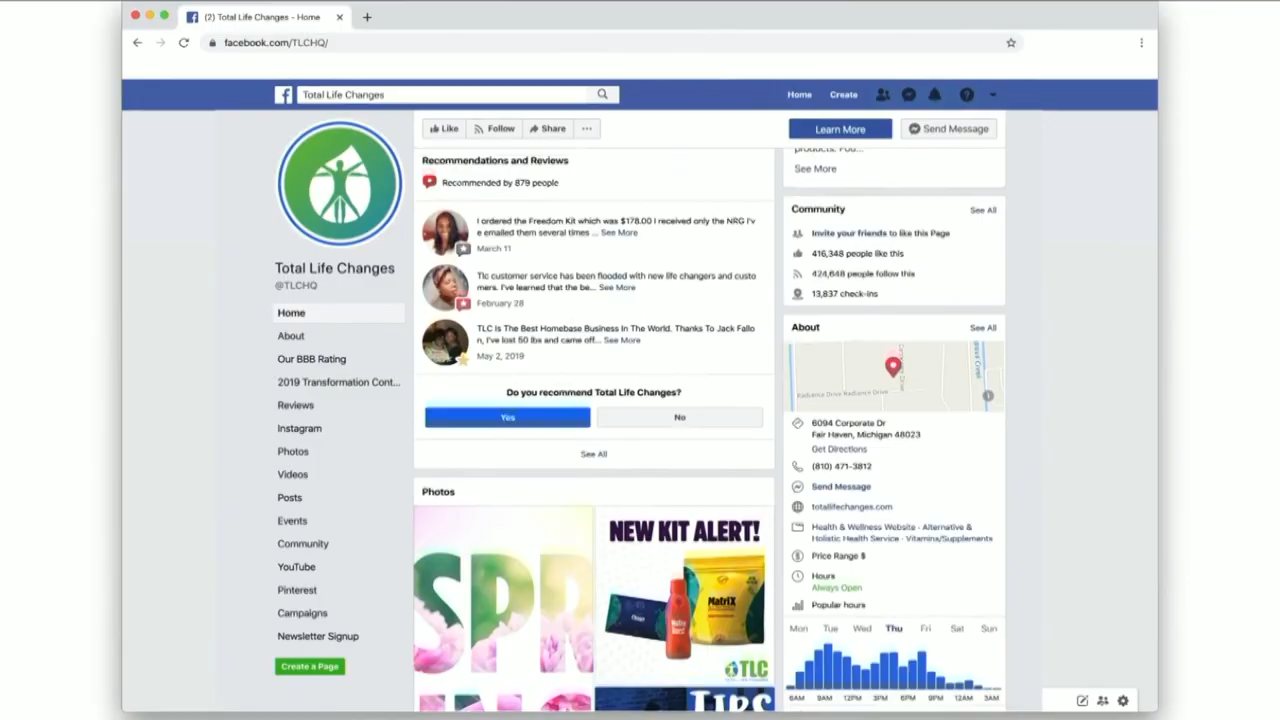 (2) Total Life Changes - Home
facebook.com/TLCHQ/
Total Life Changes
Home
Create
Like
Follow
Share
Learn More
Send Message
Total Life Changes
@TLCHQ
Home
About
Our BBB Rating
2019 Transformation Cont...
Reviews
Instagram
Photos
Videos
Posts
Events
Community
YouTube
Pinterest
Campaigns
Newsletter Signup
Create a Page
Recommendations and Reviews
Recommended by 879 people
I ordered the Freedom Kit which was $178.00 I received only the NRG I'v
e emailed them several times ... See More
March 11
Tlc customer service has been flooded with new life changers and custo
mers. I've learned that the be... See More
February 28
TLC Is The Best Homebase Business In The World. Thanks To Jack Fallo
n, I've lost 50 lbs and came off... See More
May 2, 2019
Do you recommend Total Life Changes?
Yes
No
See All
Photos
SPR
NEW KIT ALERT!
MatriX
TLC
TIPS
See More
Community
See All
Invite your friends to like this Page
416,348 people like this
424,648 people follow this
13,837 check-ins
About
See All
Radiance Drive Radiance Drive
6094 Corporate Dr
Fair Haven, Michigan 48023
Get Directions
(810) 471-3812
Send Message
totallifechanges.com
Health & Wellness Website · Alternative &
Holistic Health Service · Vitamins/Supplements
Price Range $
Hours
Always Open
Popular hours
Mon Tue Wed Thu Fri Sat Sun
6AM 9AM 12PM 3PM 6PM 9PM 12AM 3AM